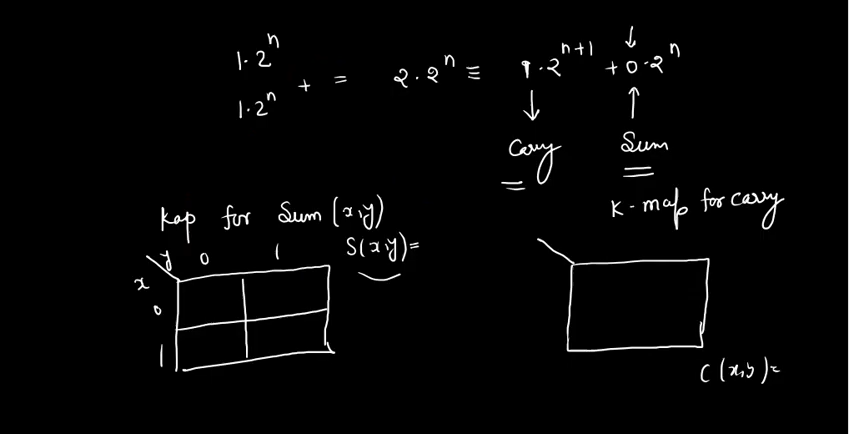 1·2^n
1·2^n + = 2·2^n ≡ 1·2^{n+1} + 0·2^n
Carry Sum
Kap for Sum (x,y)
K-map for carry
S(x,y)=
y 0 1
x
0
1
C(x,y)=